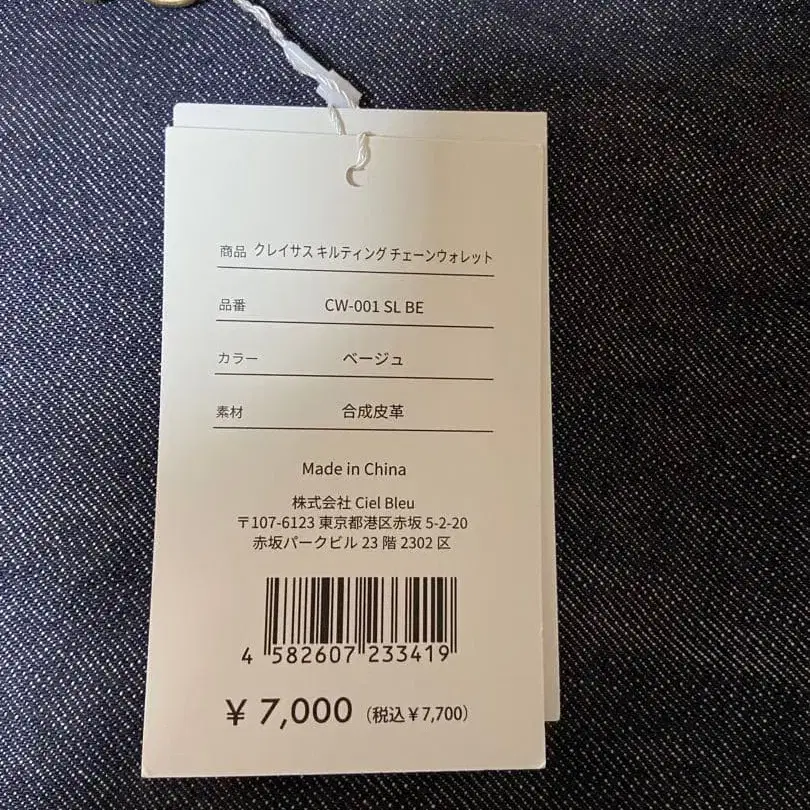 商品 クレイサス キルティング チェーンウォレット
品番 CW-001 SL BE
カラー ベージュ
素材 合成皮革
Made in China
株式会社 Ciel Bleu
〒107-6123 東京都港区赤坂 5-2-20
赤坂パークビル 23 階 2302 区
4 582607 233419
¥ 7,000 (税込¥7,700)